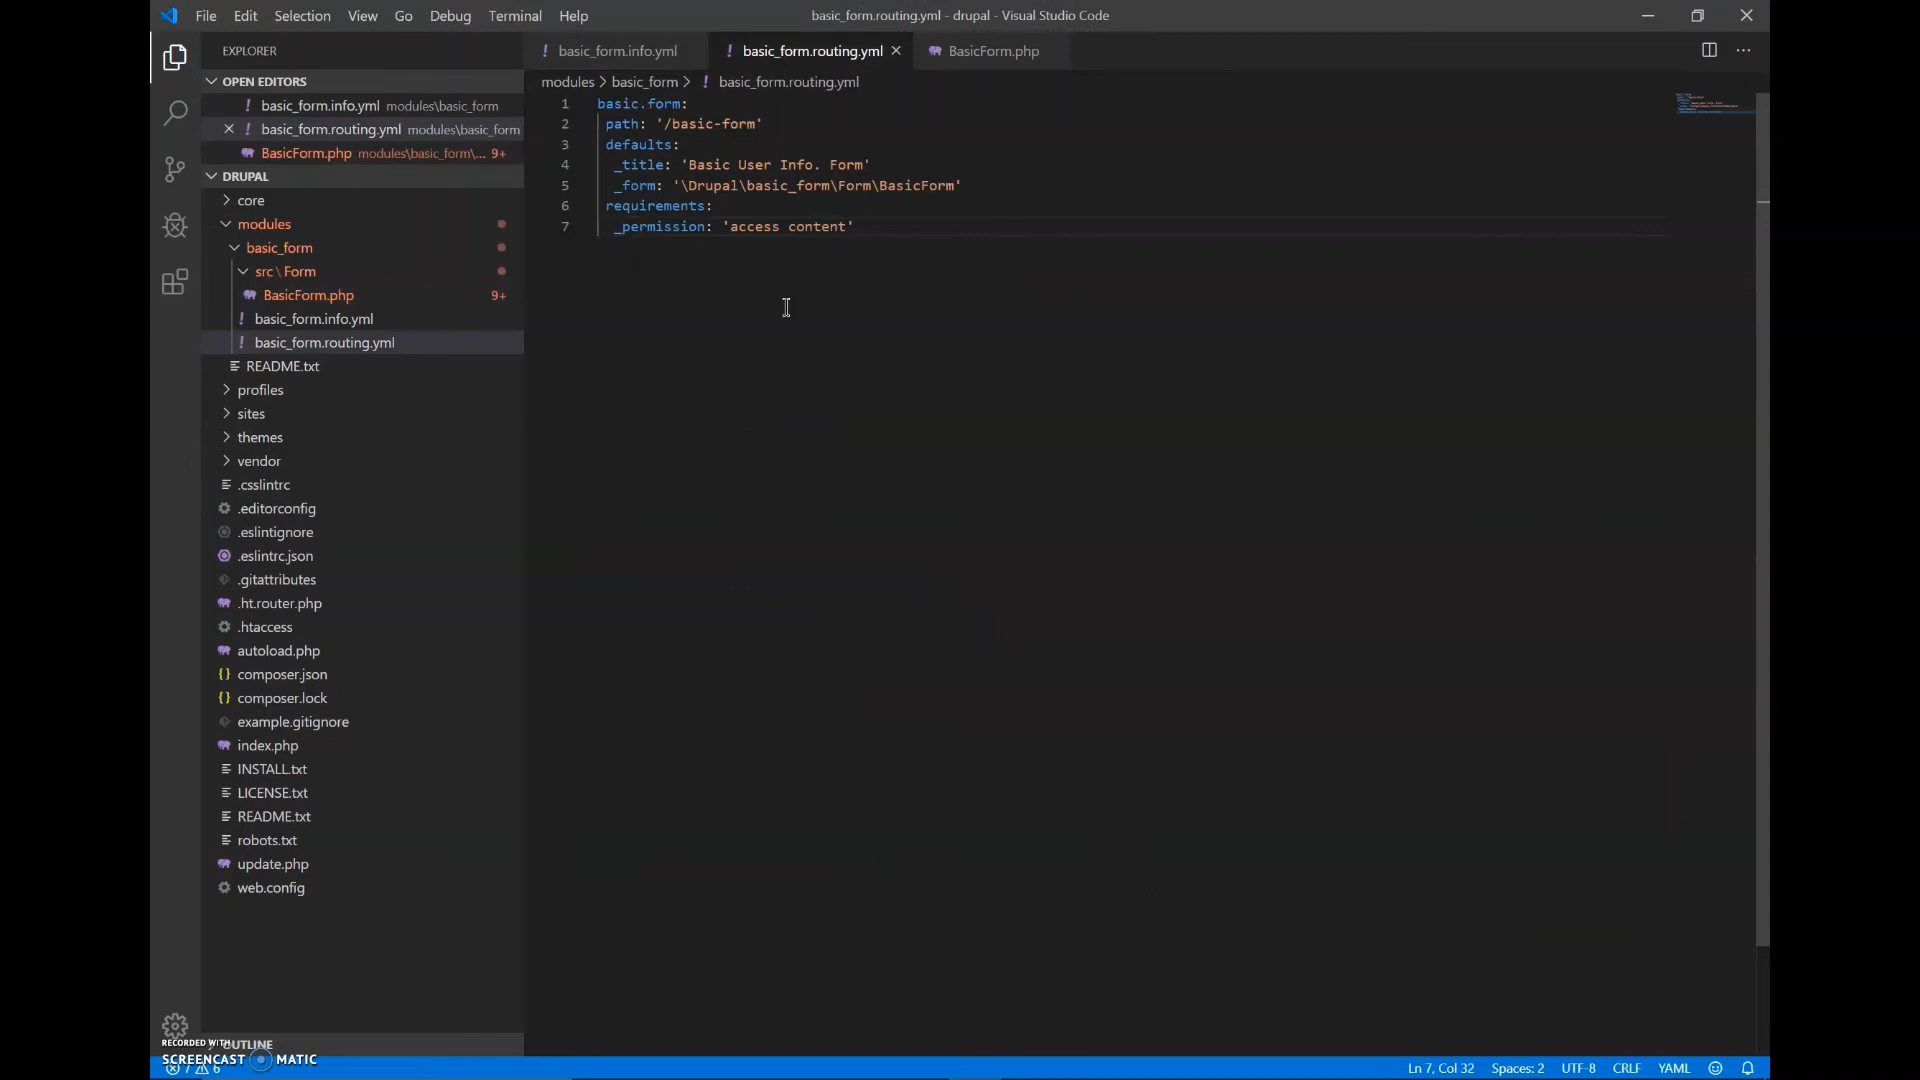 File Edit Selection View Go Debug Terminal Help
basic_form.routing.yml - drupal - Visual Studio Code
EXPLORER
OPEN EDITORS
! basic_form.info.yml modules\basic_form
! basic_form.routing.yml modules\basic_form
BasicForm.php modules\basic_form\... 9+
DRUPAL
core
modules
basic_form
src \ Form
BasicForm.php 9+
! basic_form.info.yml
! basic_form.routing.yml
README.txt
profiles
sites
themes
vendor
.csslintrc
.editorconfig
.eslintignore
.eslintrc.json
.gitattributes
.ht.router.php
.htaccess
autoload.php
{} composer.json
{} composer.lock
example.gitignore
index.php
INSTALL.txt
LICENSE.txt
README.txt
robots.txt
update.php
web.config
OUTLINE
! basic_form.info.yml
! basic_form.routing.yml
BasicForm.php
modules > basic_form > ! basic_form.routing.yml
1 basic.form:
2 path: '/basic-form'
3 defaults:
4 _title: 'Basic User Info. Form'
5 _form: '\Drupal\basic_form\Form\BasicForm'
6 requirements:
7 _permission: 'access content'
RECORDED WITH
SCREENCAST MATIC
7 6
Ln 7, Col 32 Spaces: 2 UTF-8 CRLF YAML